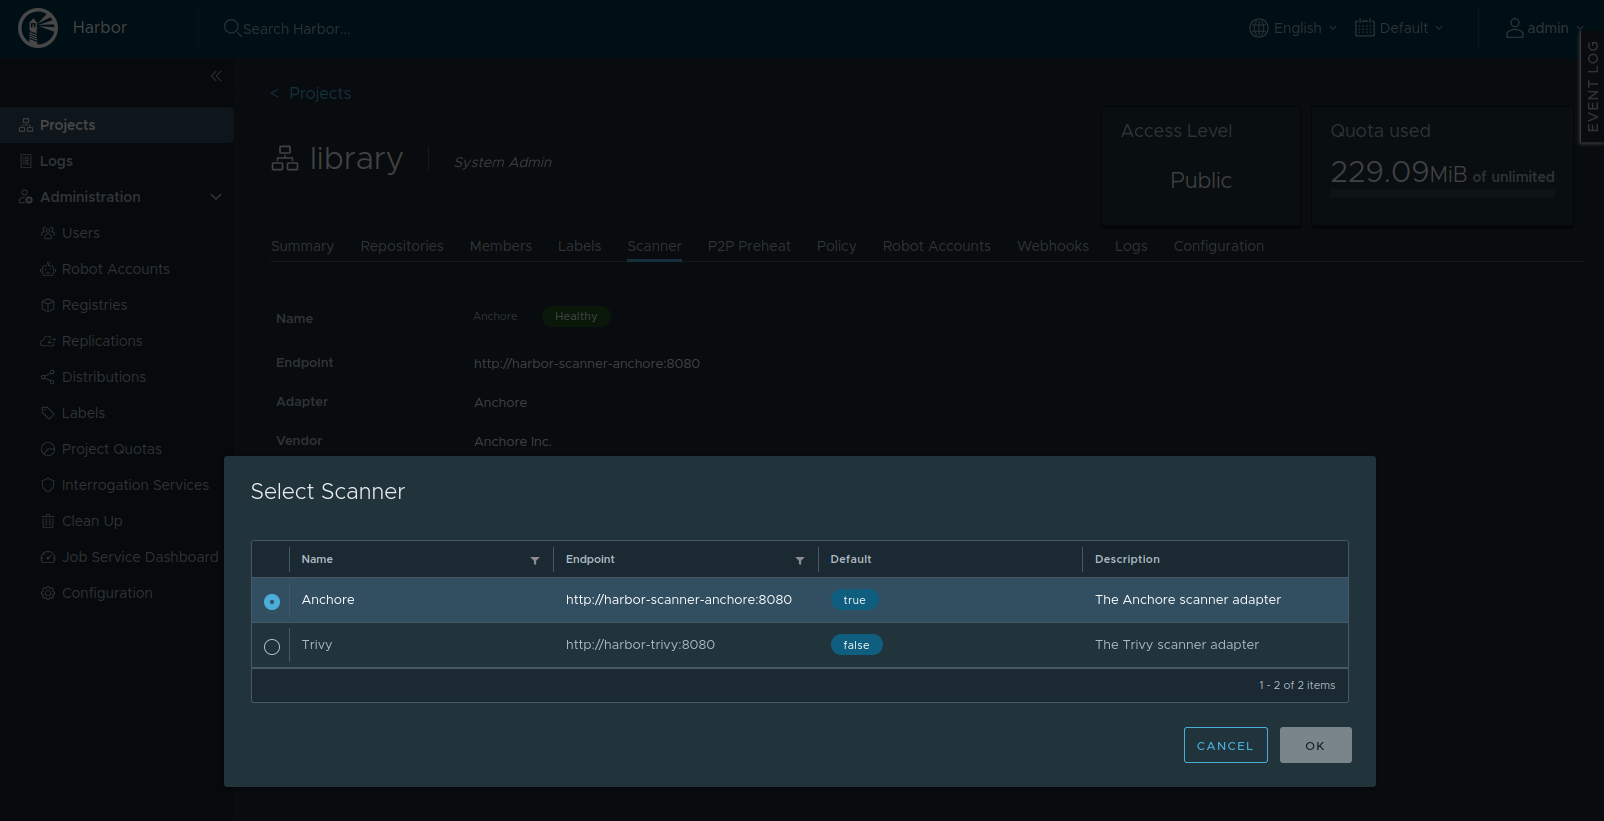 Harbor
Search Harbor...
English
Default
admin
EVENT LOG
Projects
Logs
Administration
Users
Robot Accounts
Registries
Replications
Distributions
Labels
Project Quotas
Interrogation Services
Clean Up
Job Service Dashboard
Configuration
< Projects
library
System Admin
Access Level
Public
Quota used
229.09MiB of unlimited
Summary Repositories Members Labels Scanner P2P Preheat Policy Robot Accounts Webhooks Logs Configuration
Name Anchore Healthy
Endpoint http://harbor-scanner-anchore:8080
Adapter Anchore
Vendor Anchore Inc.
Select Scanner
Name Endpoint Default Description
Anchore http://harbor-scanner-anchore:8080 true The Anchore scanner adapter
Trivy http://harbor-trivy:8080 false The Trivy scanner adapter
1 - 2 of 2 items
CANCEL OK